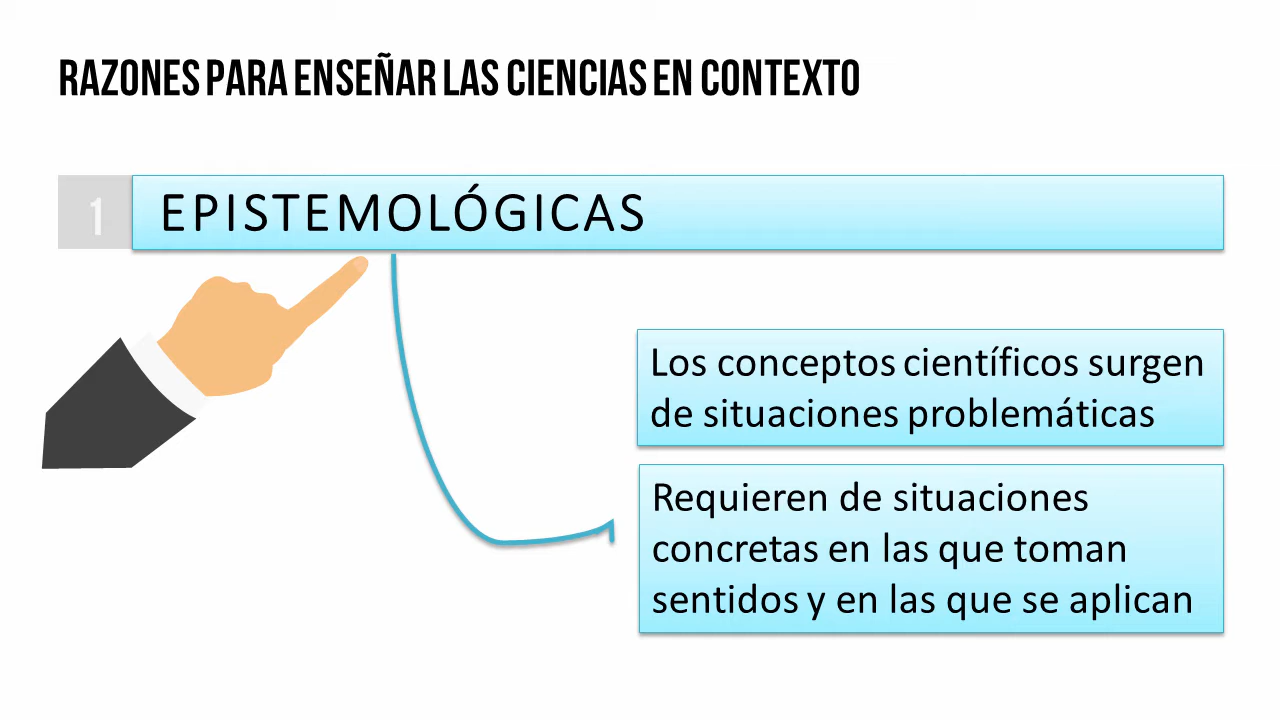 RAZONES PARA ENSEÑAR LAS CIENCIAS EN CONTEXTO
1 EPISTEMOLÓGICAS
Los conceptos científicos surgen
de situaciones problemáticas
Requieren de situaciones
concretas en las que toman
sentidos y en las que se aplican